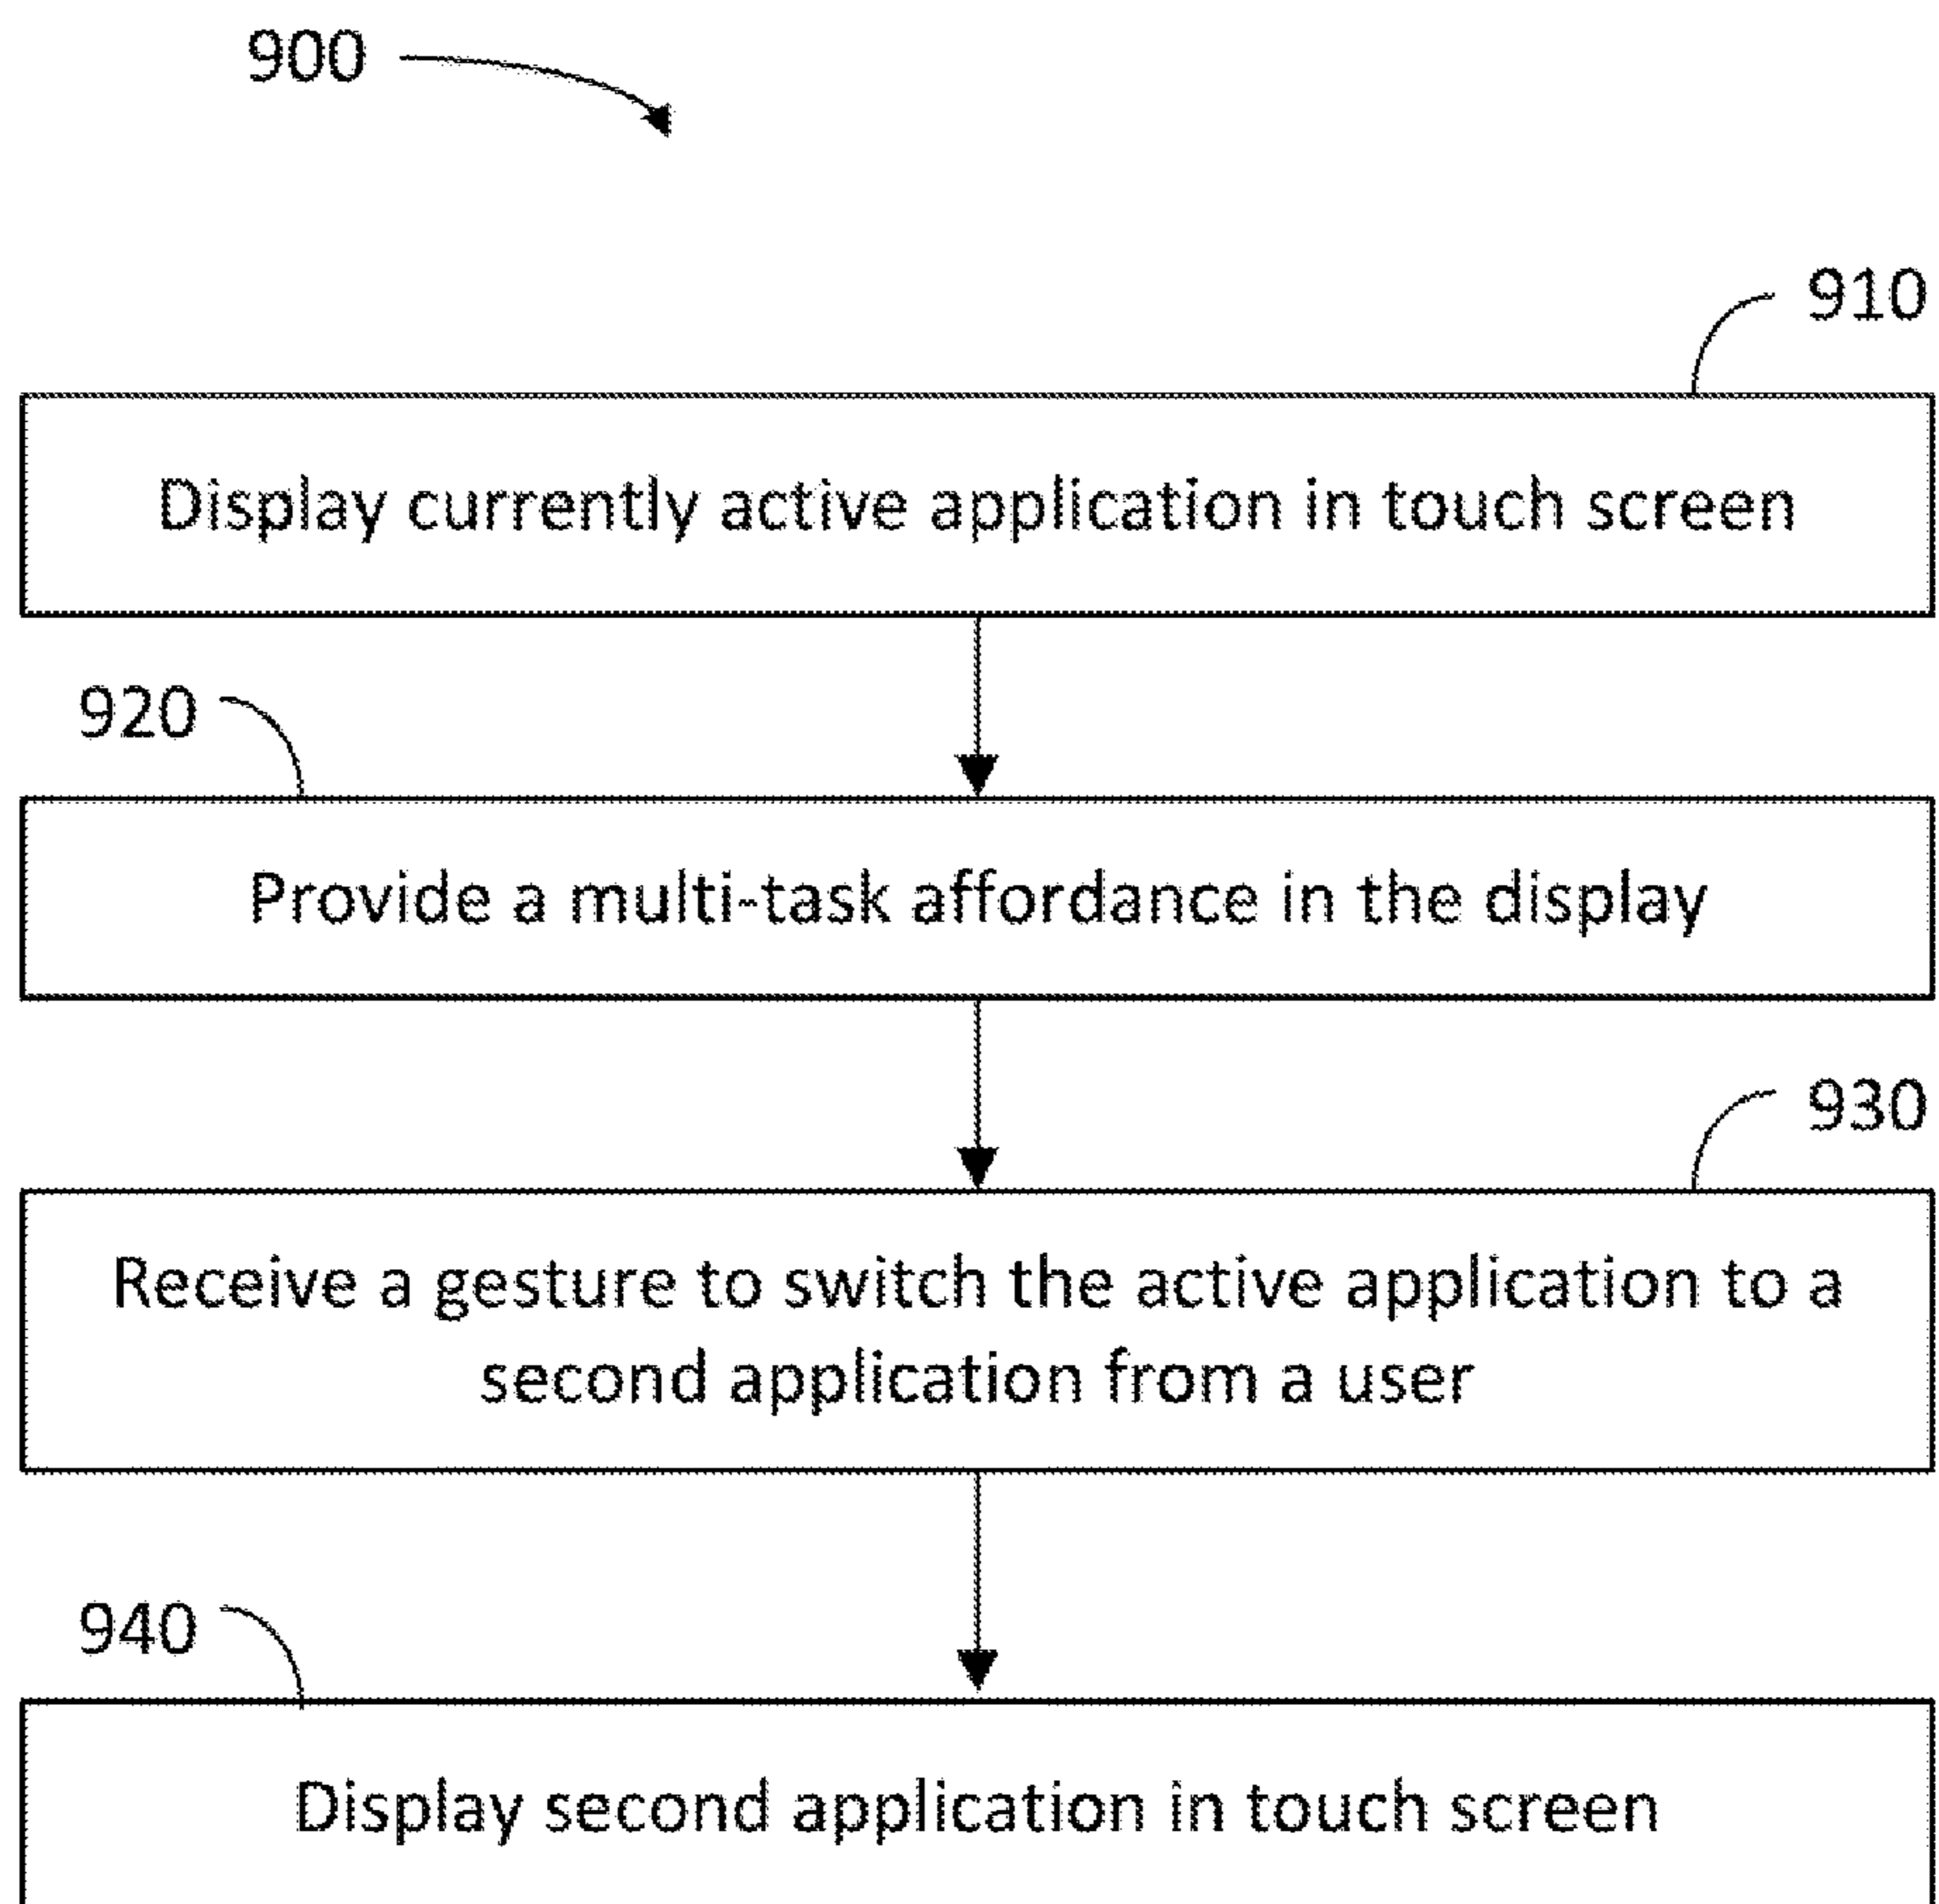 900
910
Display currently active application in touch screen
920
Provide a multi-task affordance in the display
930
Receive a gesture to switch the active application to a
second application from a user
940
Display second application in touch screen